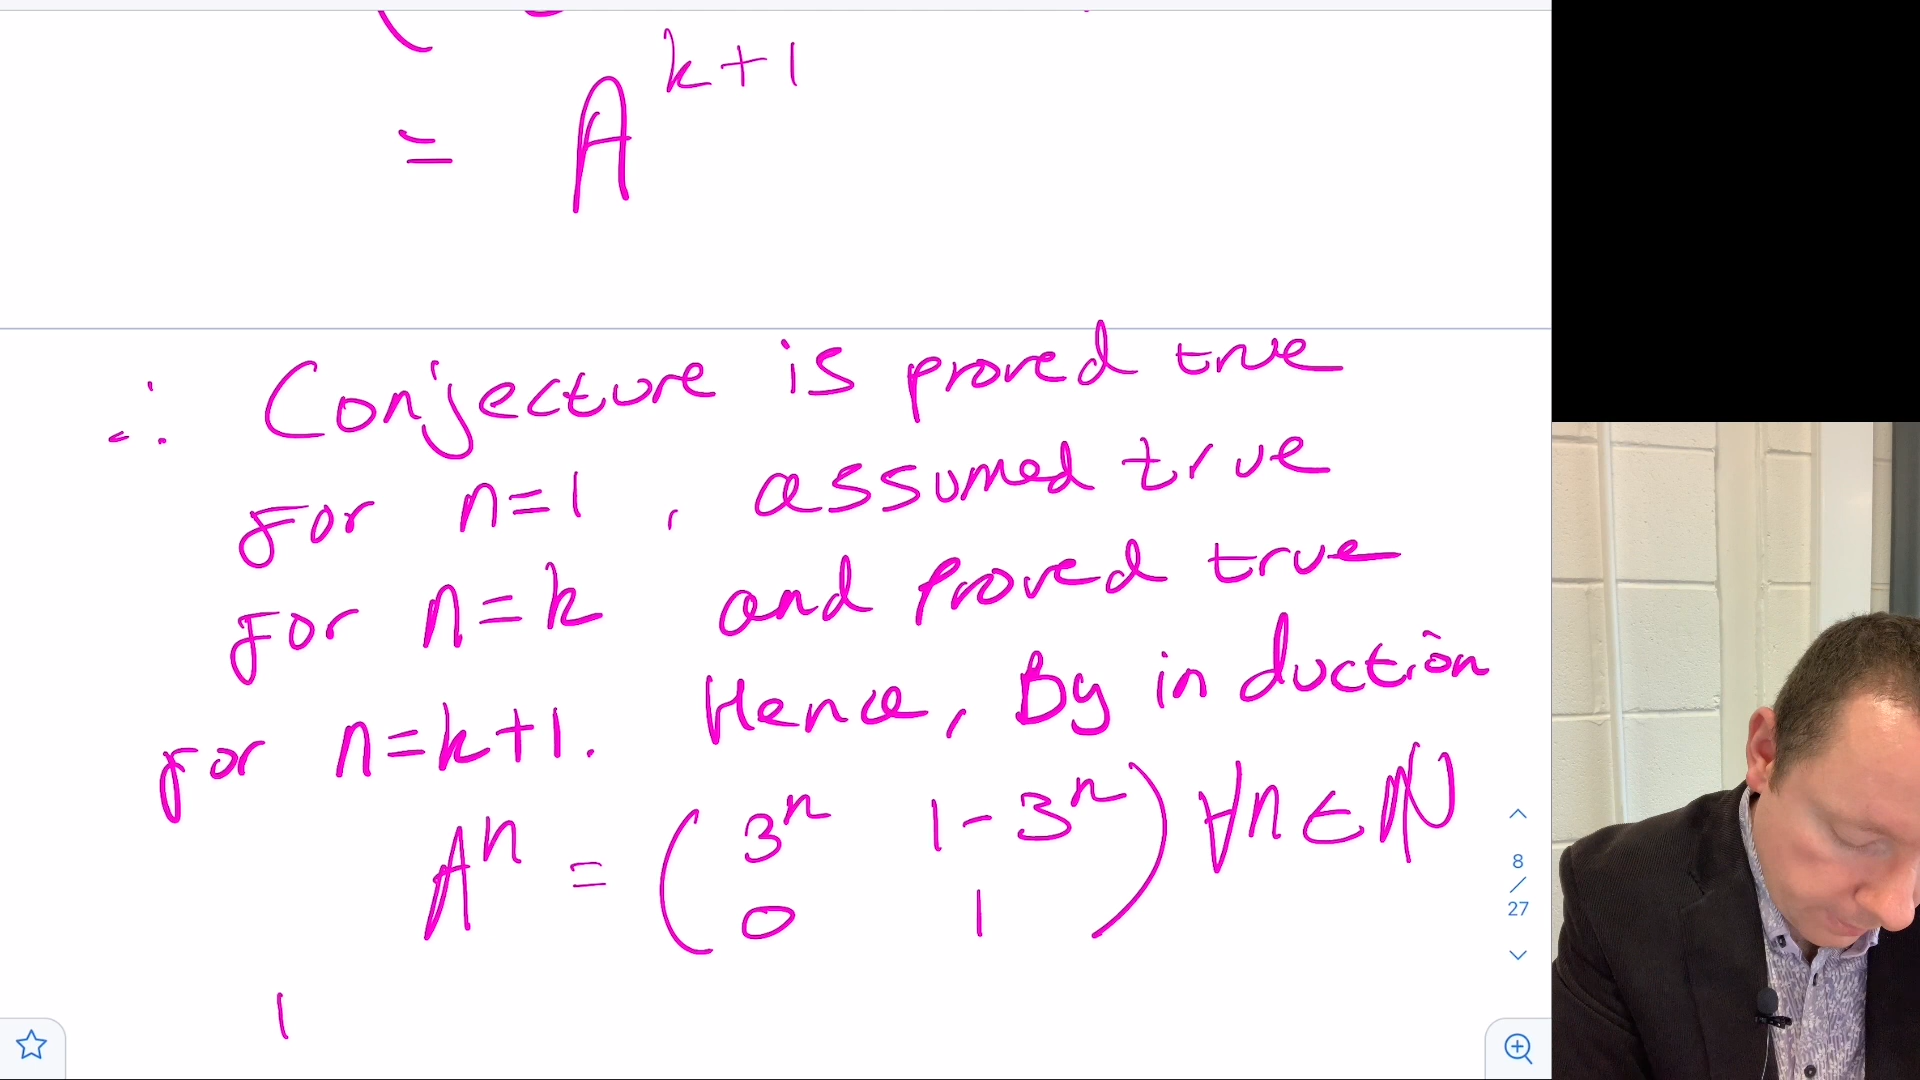 = A^{k+1}
∴ Conjecture is proved true
for n=1, assumed true
for n=k and proved true
for n=k+1. Hence, By induction
A^n = ( 3^n 1-3^n ) ∀n∈ℕ
0 1
8
/
27